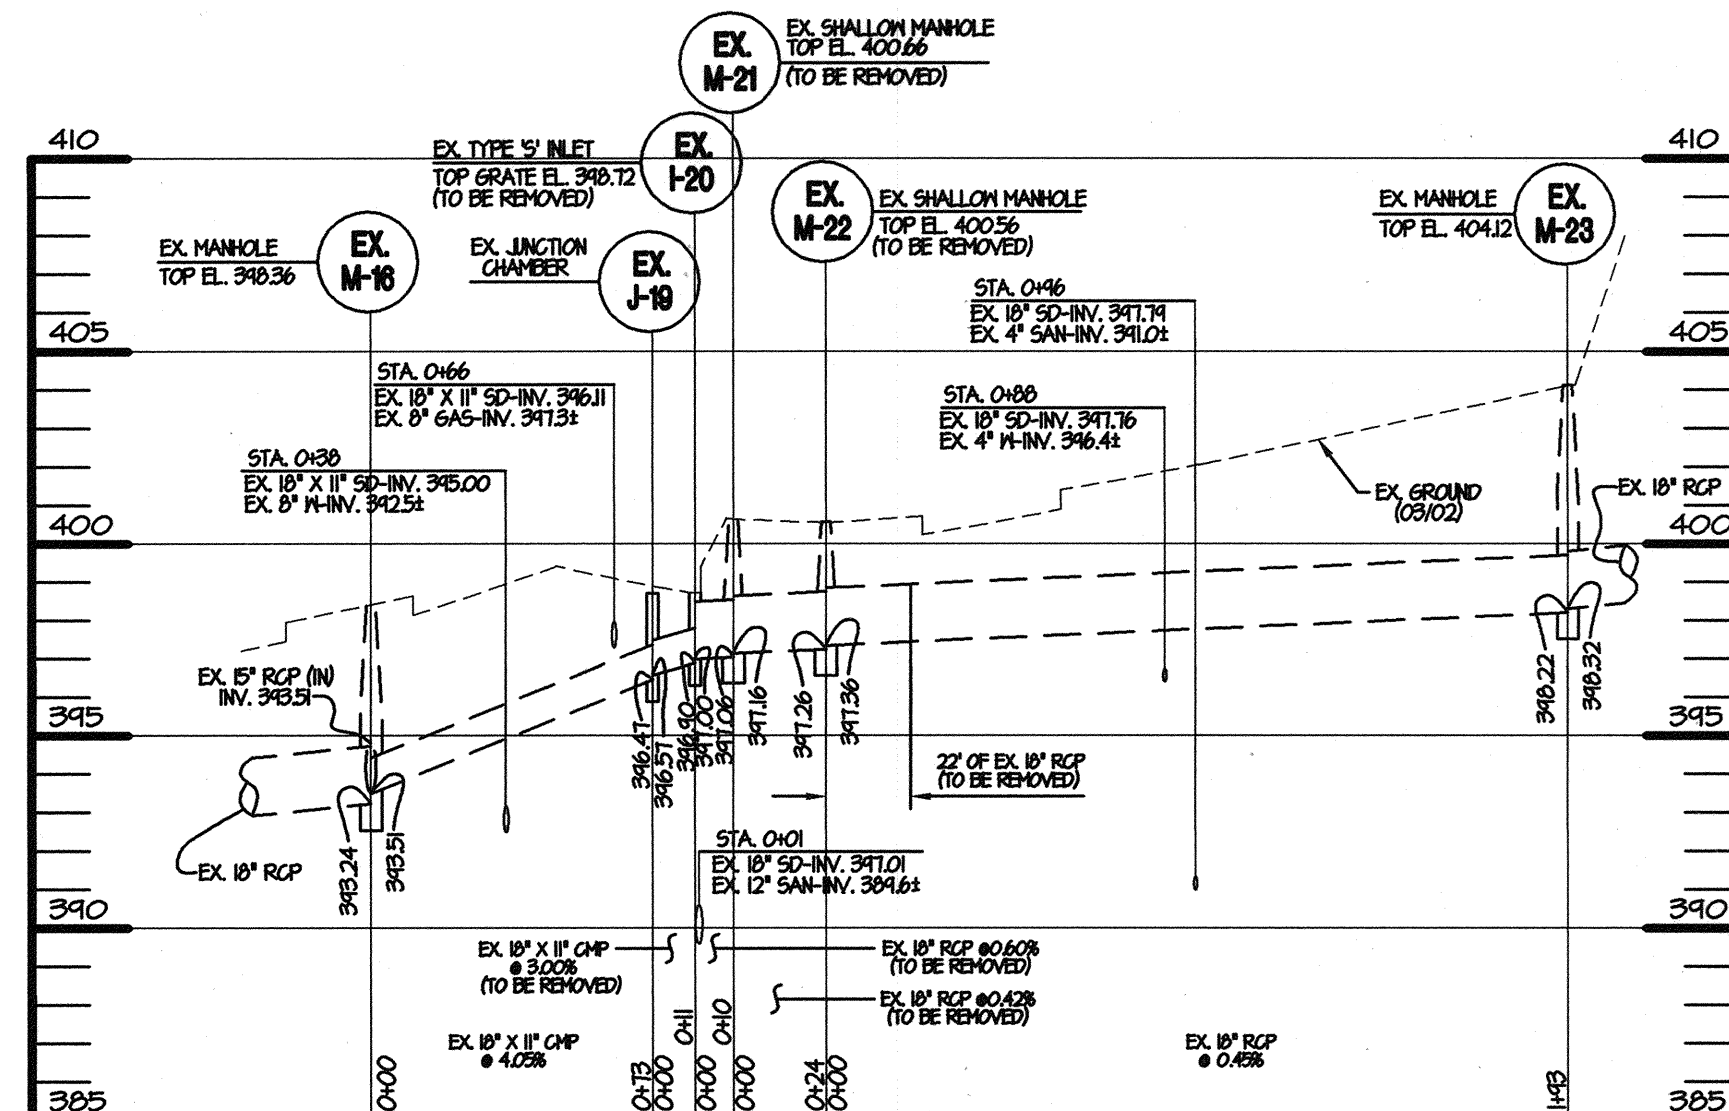 EX.
M-21
EX. SHALLOW MANHOLE
TOP EL. 400.66
(TO BE REMOVED)
410
410
EX. TYPE 'S' INLET
TOP GRATE EL. 398.72
(TO BE REMOVED)
EX.
I-20
EX.
M-22
EX. SHALLOW MANHOLE
TOP EL. 400.56
(TO BE REMOVED)
EX. MANHOLE
TOP EL. 404.12
EX.
M-23
EX. MANHOLE
TOP EL. 398.36
EX.
M-16
EX. JUNCTION
CHAMBER
EX.
J-19
STA. 0+96
EX. 18" SD-INV. 397.79
EX. 4" SAN-INV. 391.0±
405
405
STA. 0+66
EX. 18" X 11" SD-INV. 396.11
EX. 8" GAS-INV. 397.3±
STA. 0+88
EX. 18" SD-INV. 397.76
EX. 4" W-INV. 396.4±
STA. 0+38
EX. 18" X 11" SD-INV. 395.00
EX. 8" W-INV. 392.5±
EX. GROUND
(03/02)
EX. 18" RCP
400
400
EX. 15" RCP (IN)
INV. 393.51
395
395
396.47
396.57
396.90
397.00
397.06
397.16
397.26
397.36
398.22
398.32
22' OF EX. 18" RCP
(TO BE REMOVED)
EX. 18" RCP
393.24
393.51
STA. 0+01
EX. 18" SD-INV. 397.01
EX. 12" SAN-INV. 389.6±
390
390
EX. 18" X 11" CMP
@ 3.00%
(TO BE REMOVED)
EX. 18" RCP @0.60%
(TO BE REMOVED)
EX. 18" RCP @0.42%
(TO BE REMOVED)
EX. 18" X 11" CMP
@ 4.05%
EX. 18" RCP
@ 0.45%
0+00
0+73
0+00
0+11
0+00
0+10
0+00
0+24
0+00
1+93
385
385